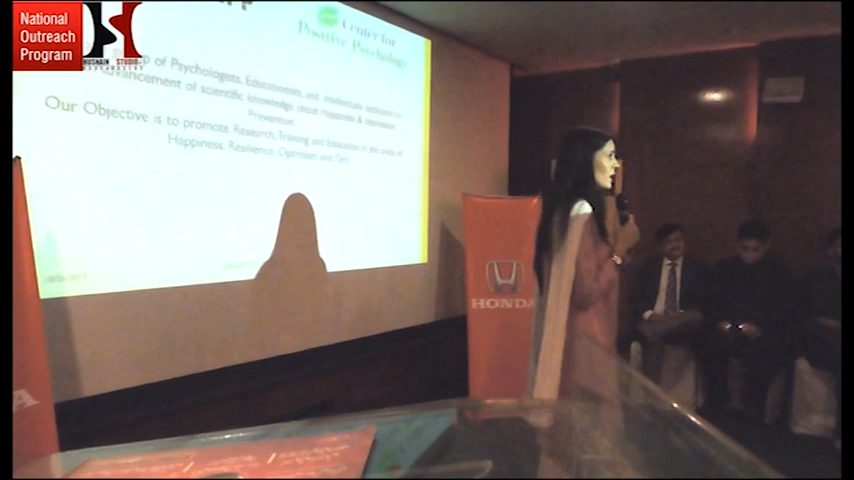 National
Outreach
Program
HUSNAIN STUDIO
Center for
Positive Psychology
of Psychologists, Educationists, and Intellectuals dedicated to
advancement of scientific knowledge about Happiness & depression
Prevention
Our Objective is to promote Research, Training and Education in the areas of
Happiness, Resilience, Optimism and Grit
HONDA
A